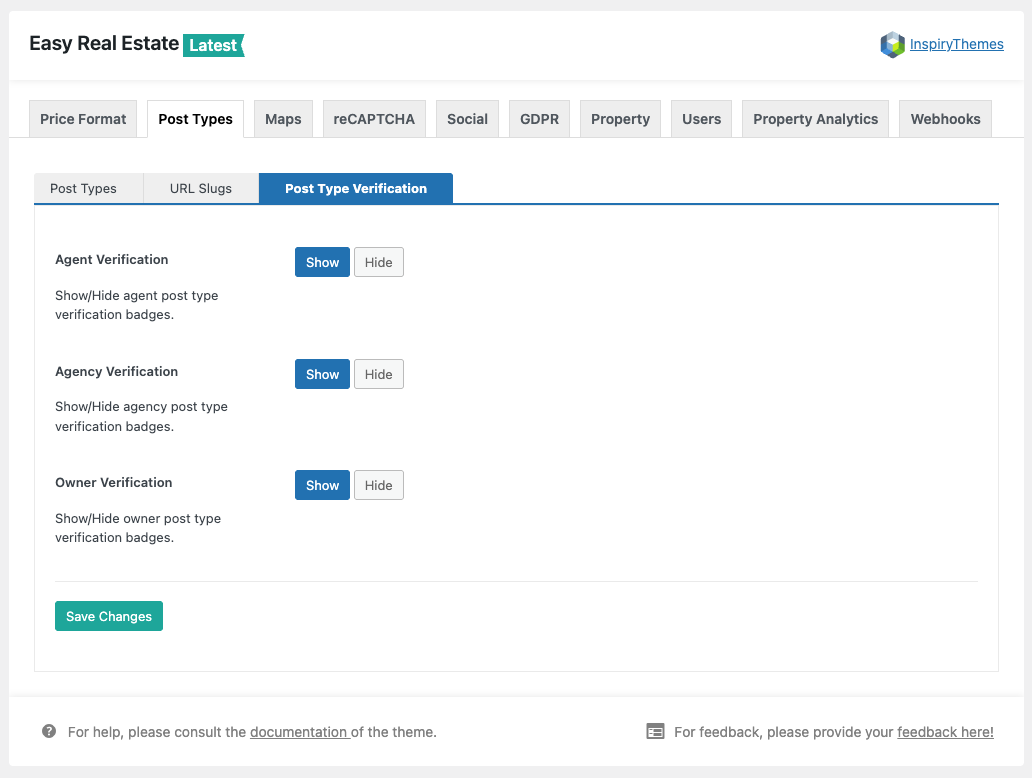 Easy Real Estate Latest
InspiryThemes
Price Format Post Types Maps reCAPTCHA Social GDPR Property Users Property Analytics Webhooks
Post Types URL Slugs Post Type Verification
Agent Verification Show Hide
Show/Hide agent post type
verification badges.
Agency Verification Show Hide
Show/Hide agency post type
verification badges.
Owner Verification Show Hide
Show/Hide owner post type
verification badges.
Save Changes
For help, please consult the documentation of the theme.
For feedback, please provide your feedback here!